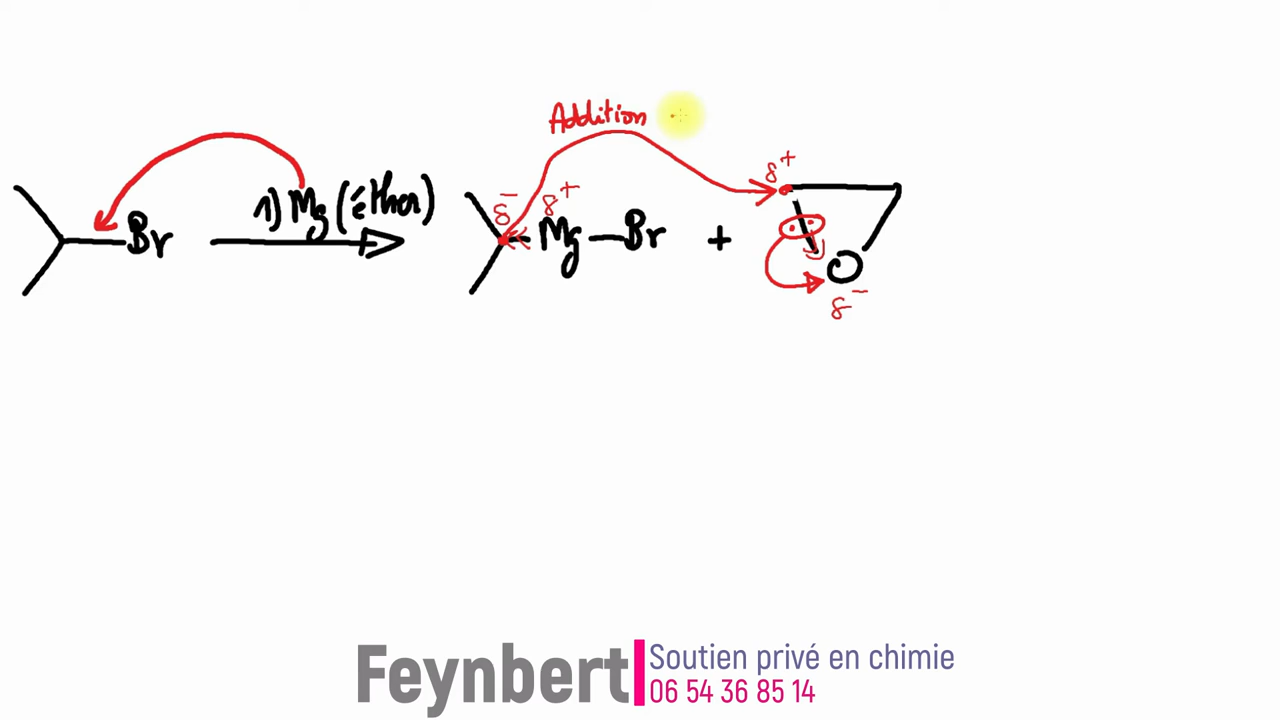 Addition
Br
1) Mg (éther)
δ-
δ+
Mg
Br
+
δ+
O
δ-
Feynbert
Soutien privé en chimie
06 54 36 85 14